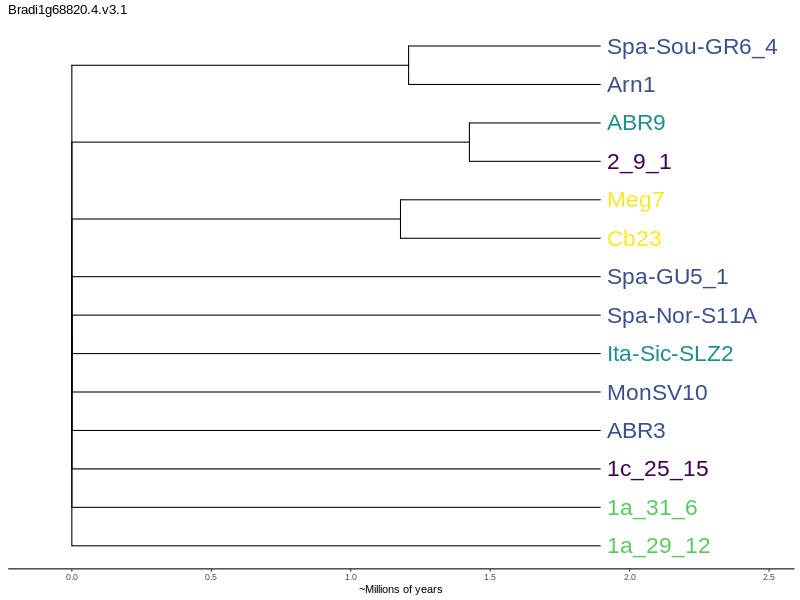 Bradi1g68820.4.v3.1
Spa-Sou-GR6_4
Arn1
ABR9
2_9_1
Meg7
Cb23
Spa-GU5_1
Spa-Nor-S11A
Ita-Sic-SLZ2
MonSV10
ABR3
1c_25_15
1a_31_6
1a_29_12
0.0 0.5 1.0 1.5 2.0 2.5
~Millions of years